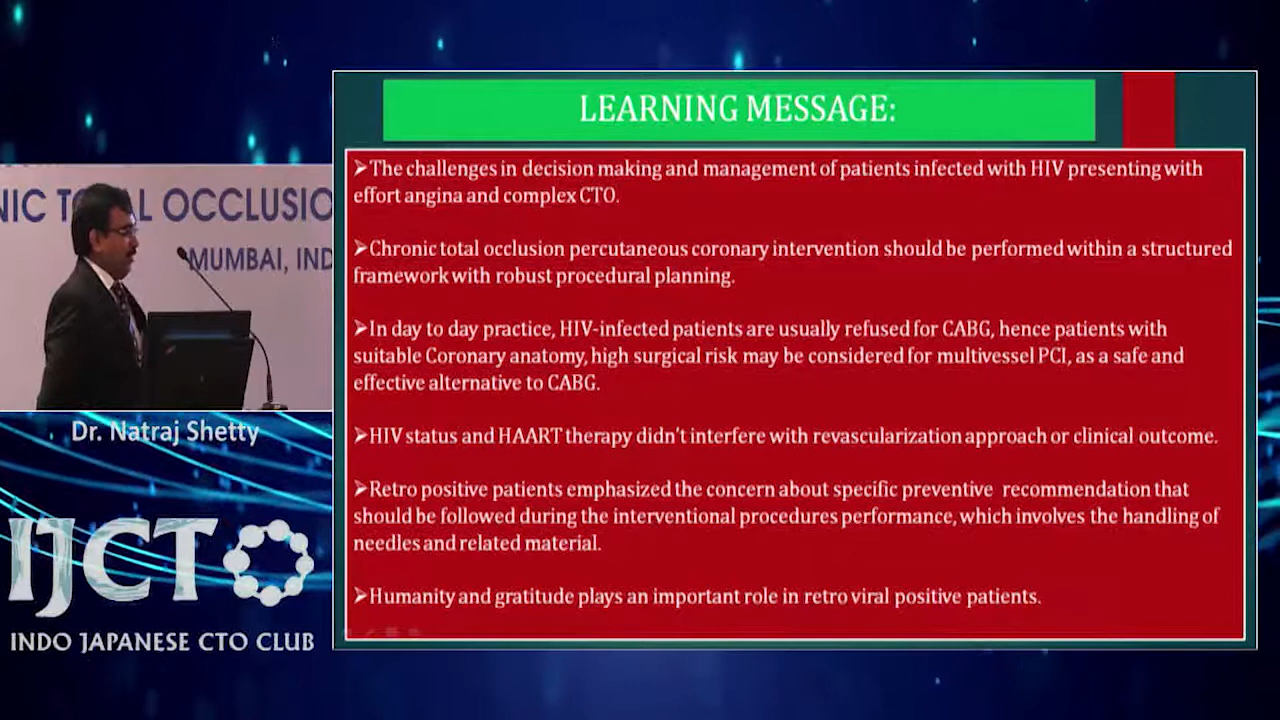 LEARNING MESSAGE:
➢The challenges in decision making and management of patients infected with HIV presenting with
effort angina and complex CTO.
➢Chronic total occlusion percutaneous coronary intervention should be performed within a structured
framework with robust procedural planning.
➢In day to day practice, HIV-infected patients are usually refused for CABG, hence patients with
suitable Coronary anatomy, high surgical risk may be considered for multivessel PCI, as a safe and
effective alternative to CABG.
➢HIV status and HAART therapy didn't interfere with revascularization approach or clinical outcome.
➢Retro positive patients emphasized the concern about specific preventive recommendation that
should be followed during the interventional procedures performance, which involves the handling of
needles and related material.
➢Humanity and gratitude plays an important role in retro viral positive patients.
NIC T AL OCCLUSIO
MUMBAI, IND
Dr. Natraj Shetty
IJCTO
INDO JAPANESE CTO CLUB